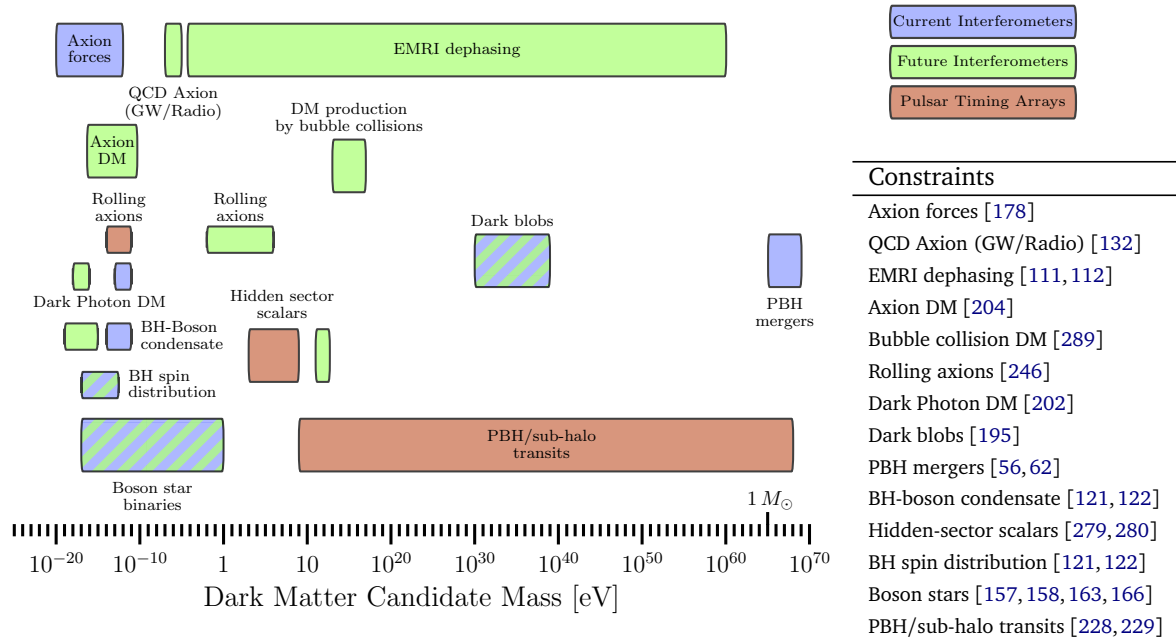 Axion
forces
EMRI dephasing
QCD Axion
(GW/Radio)
DM production
by bubble collisions
Axion
DM
Rolling
axions
Rolling
axions
Dark blobs
Dark Photon DM
Hidden sector
scalars
PBH
mergers
BH-Boson
condensate
BH spin
distribution
PBH/sub-halo
transits
Boson star
binaries
1 M⊙
10⁻²⁰ 10⁻¹⁰ 1 10¹⁰ 10²⁰ 10³⁰ 10⁴⁰ 10⁵⁰ 10⁶⁰ 10⁷⁰
Dark Matter Candidate Mass [eV]
Current Interferometers
Future Interferometers
Pulsar Timing Arrays
Constraints
Axion forces [178]
QCD Axion (GW/Radio) [132]
EMRI dephasing [111, 112]
Axion DM [204]
Bubble collision DM [289]
Rolling axions [246]
Dark Photon DM [202]
Dark blobs [195]
PBH mergers [56, 62]
BH-boson condensate [121, 122]
Hidden-sector scalars [279, 280]
BH spin distribution [121, 122]
Boson stars [157, 158, 163, 166]
PBH/sub-halo transits [228, 229]